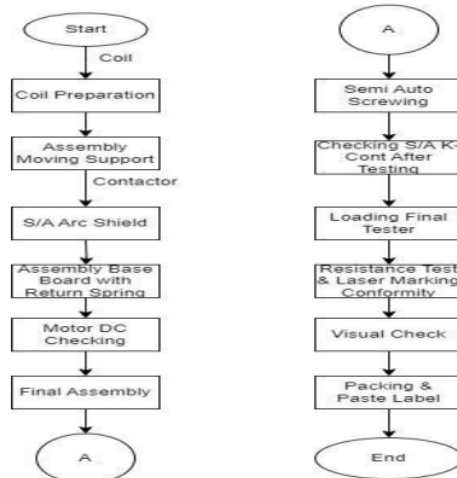 Start
Coil
Coil Preparation
Assembly
Moving Support
Contactor
S/A Arc Shield
Assembly Base
Board with
Return Spring
Motor DC
Checking
Final Assembly
A
A
Semi Auto
Screwing
Checking S/A K-
Cont After
Testing
Loading Final
Tester
Resistance Test
& Laser Marking
Conformity
Visual Check
Packing &
Paste Label
End